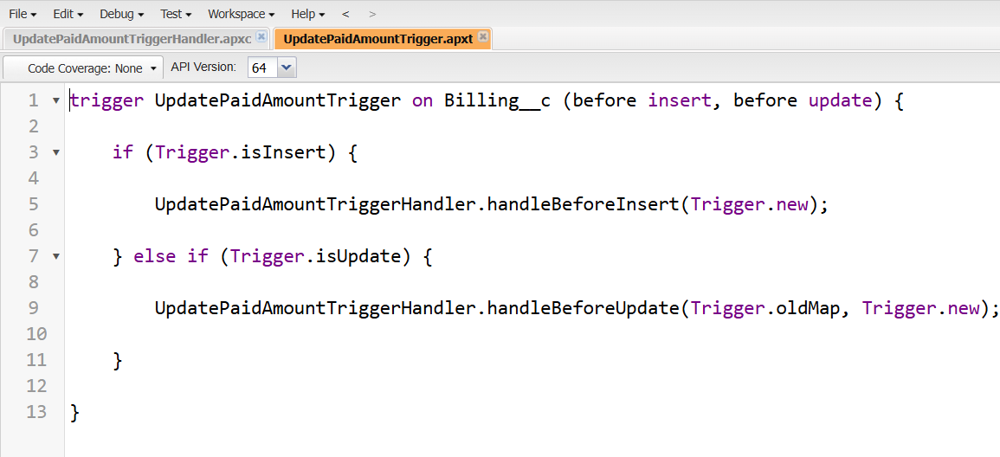 File Edit Debug Test Workspace Help < >
UpdatePaidAmountTriggerHandler.apxc UpdatePaidAmountTrigger.apxt
Code Coverage: None API Version: 64
1 trigger UpdatePaidAmountTrigger on Billing__c (before insert, before update) {
2
3 if (Trigger.isInsert) {
4
5 UpdatePaidAmountTriggerHandler.handleBeforeInsert(Trigger.new);
6
7 } else if (Trigger.isUpdate) {
8
9 UpdatePaidAmountTriggerHandler.handleBeforeUpdate(Trigger.oldMap, Trigger.new);
10
11 }
12
13 }